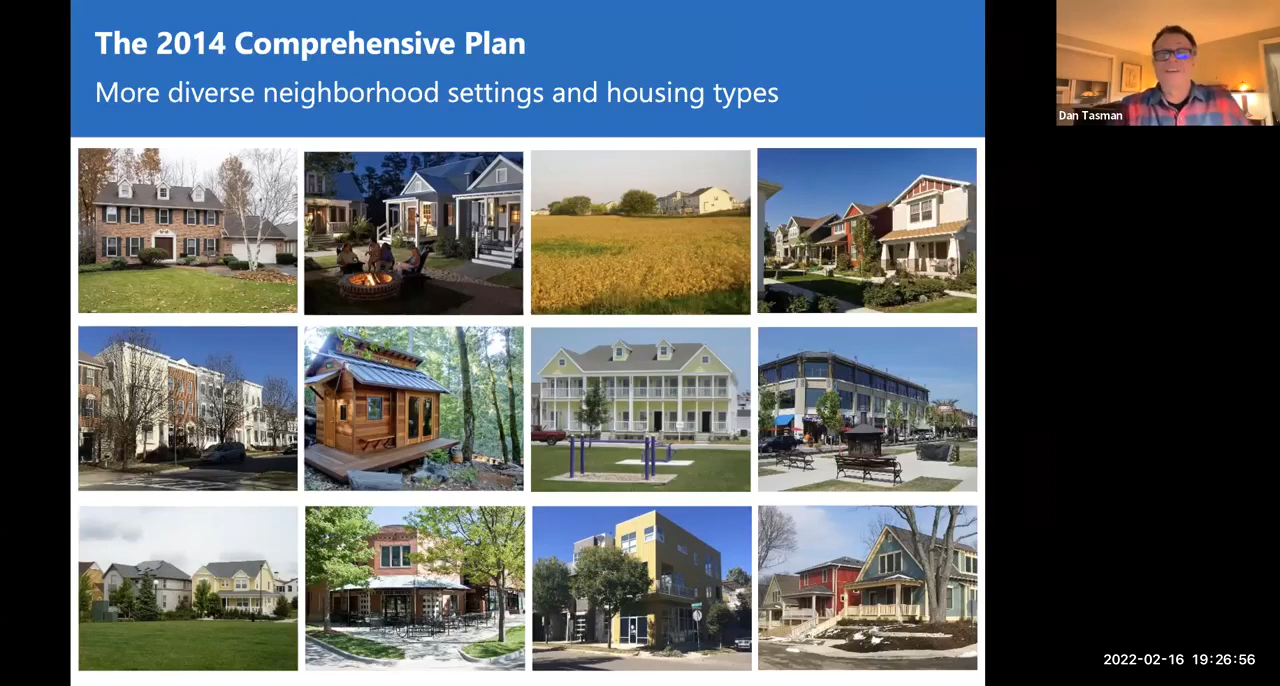 The 2014 Comprehensive Plan
More diverse neighborhood settings and housing types
Dan Tasman
2022-02-16 19:26:56